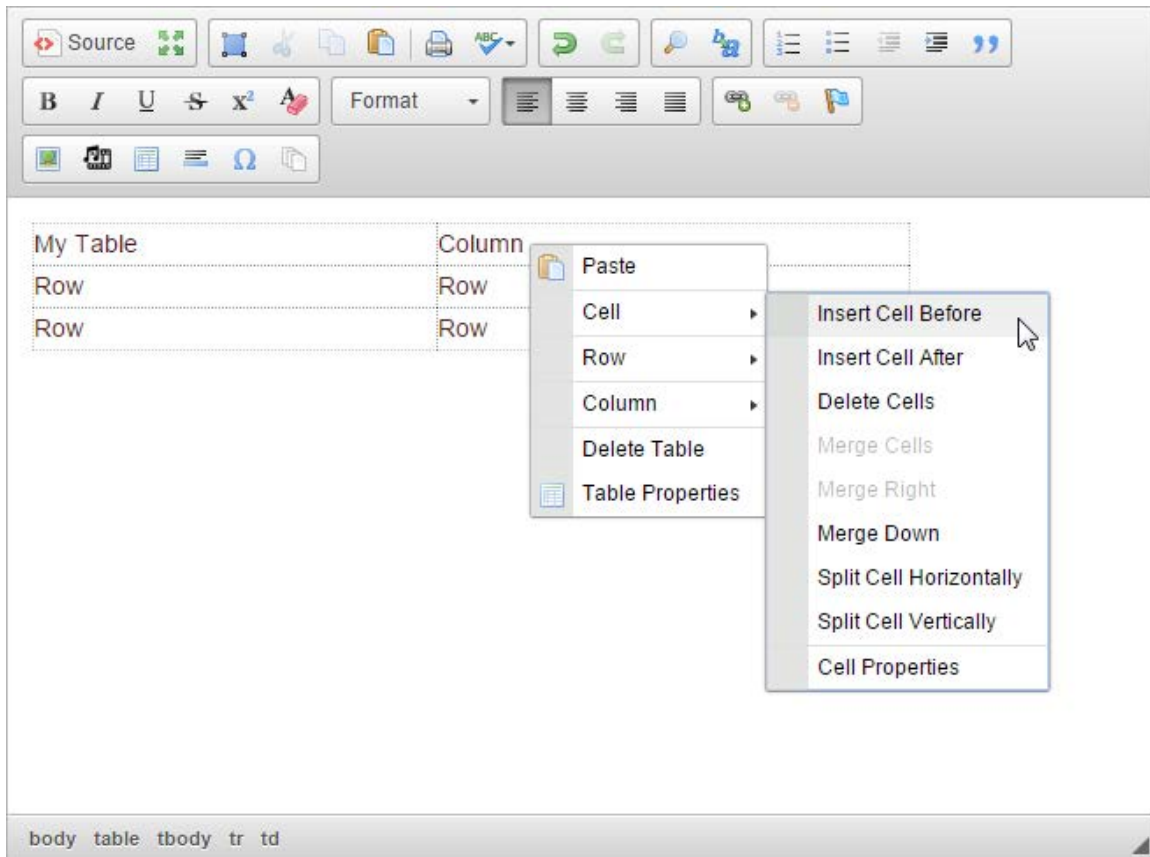 Source ABC
B I U S x² A Format
Ω
My Table Column
Row Row
Row Row
Paste
Cell
Row
Column
Delete Table
Table Properties
Insert Cell Before
Insert Cell After
Delete Cells
Merge Cells
Merge Right
Merge Down
Split Cell Horizontally
Split Cell Vertically
Cell Properties
body table tbody tr td